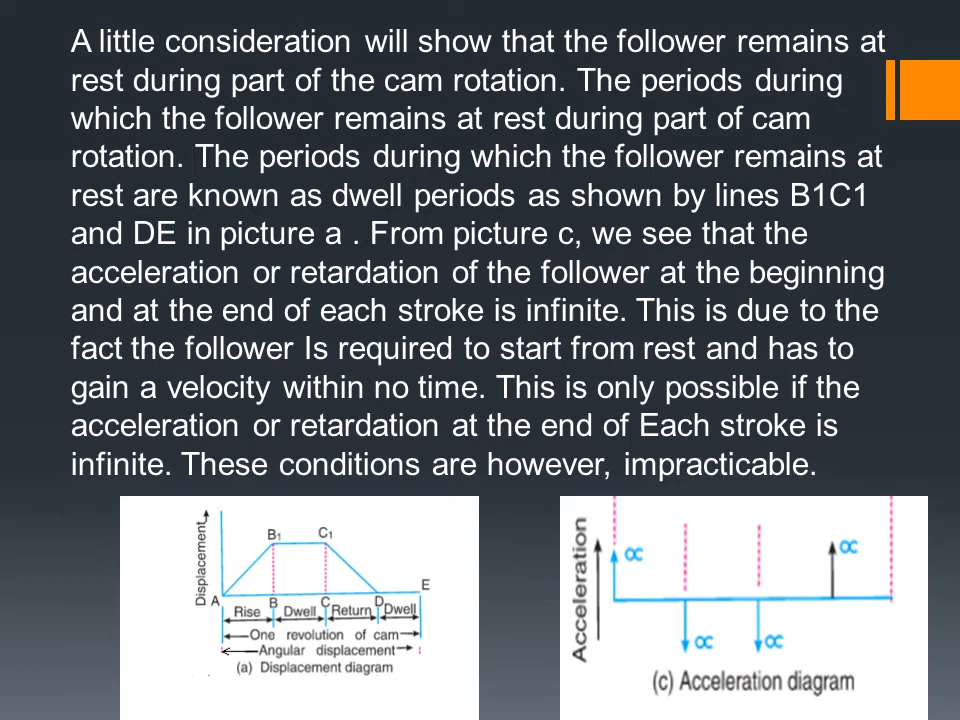 A little consideration will show that the follower remains at
rest during part of the cam rotation. The periods during
which the follower remains at rest during part of cam
rotation. The periods during which the follower remains at
rest are known as dwell periods as shown by lines B1C1
and DE in picture a . From picture c, we see that the
acceleration or retardation of the follower at the beginning
and at the end of each stroke is infinite. This is due to the
fact the follower Is required to start from rest and has to
gain a velocity within no time. This is only possible if the
acceleration or retardation at the end of Each stroke is
infinite. These conditions are however, impracticable.
Displacement
B1 C1
A B C D E
Rise Dwell Return Dwell
One revolution of cam
Angular displacement
(a) Displacement diagram
Acceleration
∝ ∝
∝ ∝
(c) Acceleration diagram